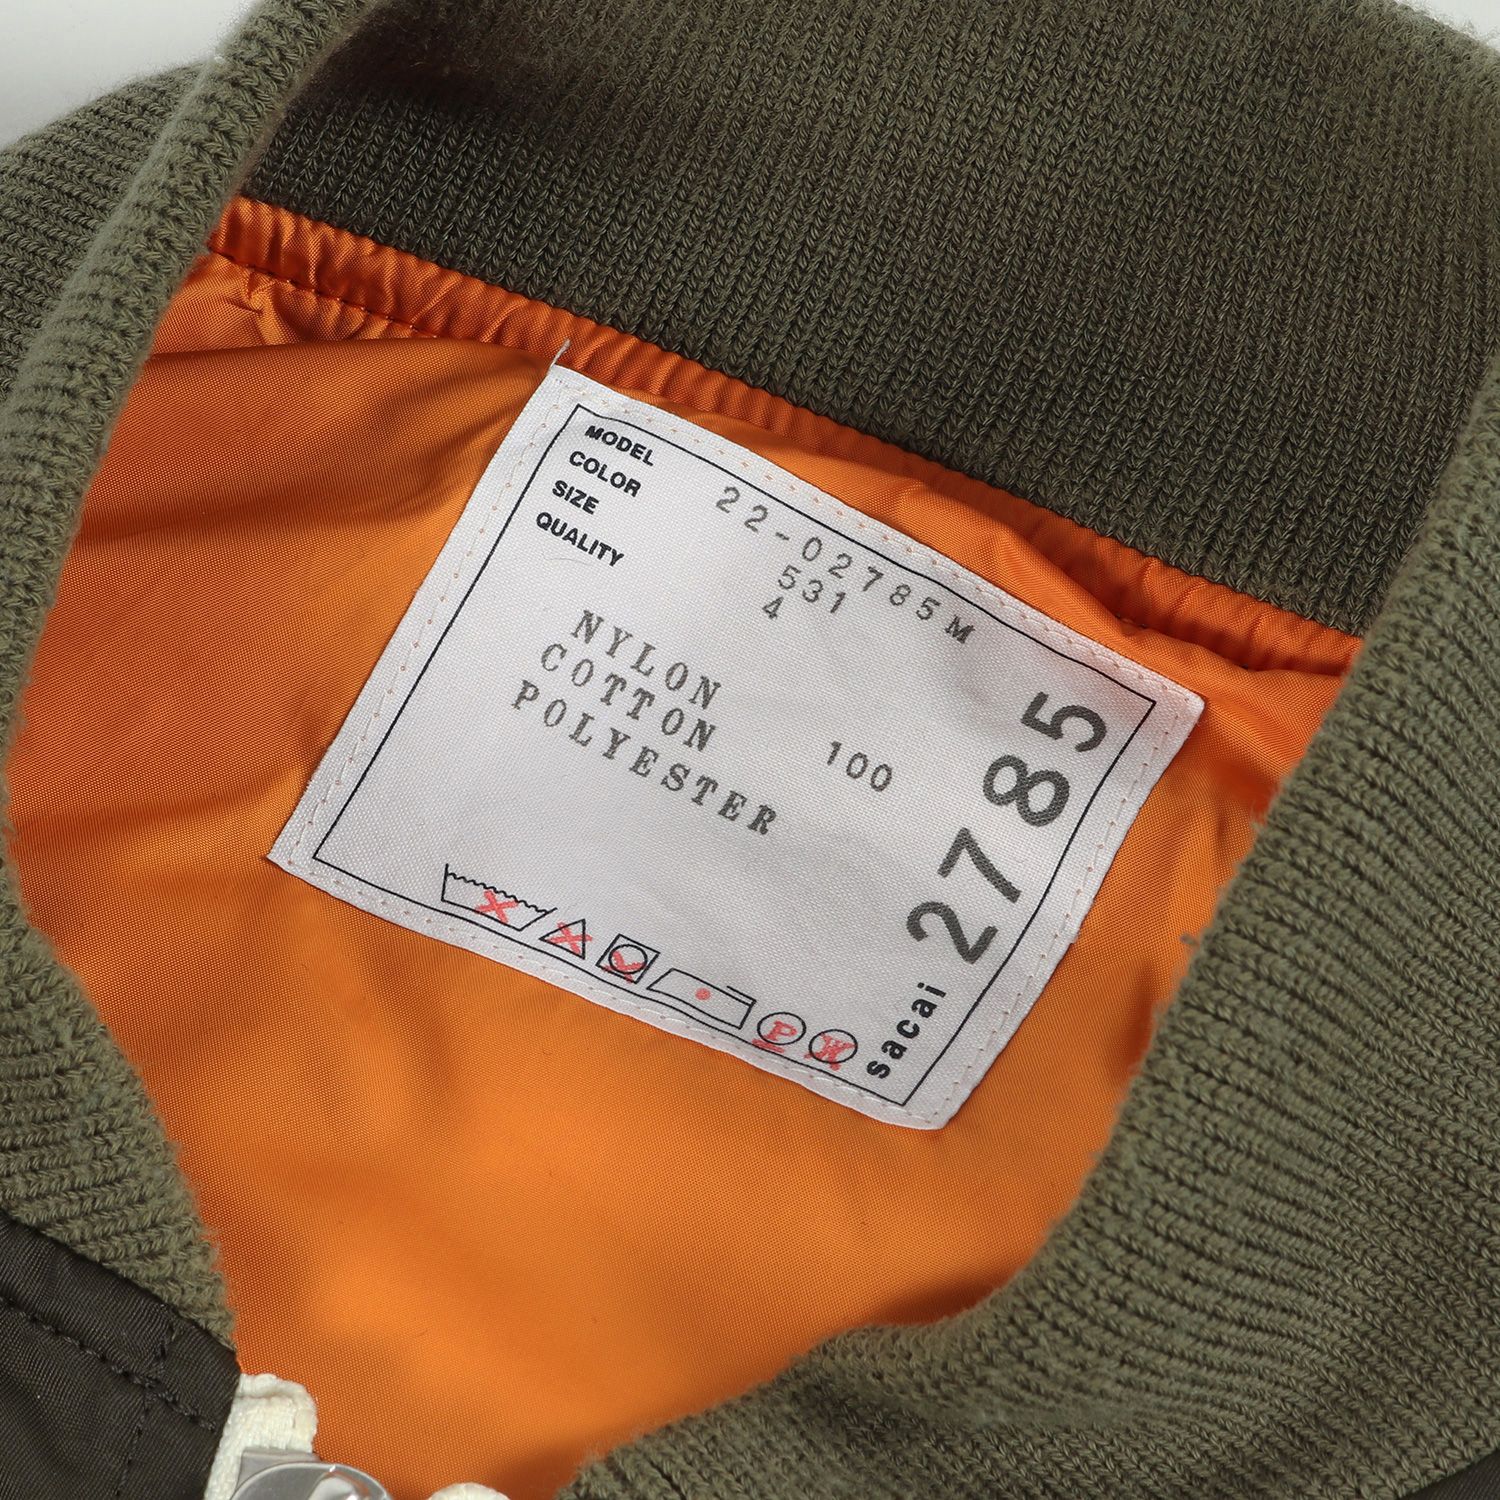 MODEL 22-02785M
COLOR 531
SIZE 4
QUALITY
NYLON
COTTON 100
POLYESTER
P W
sacai 2785